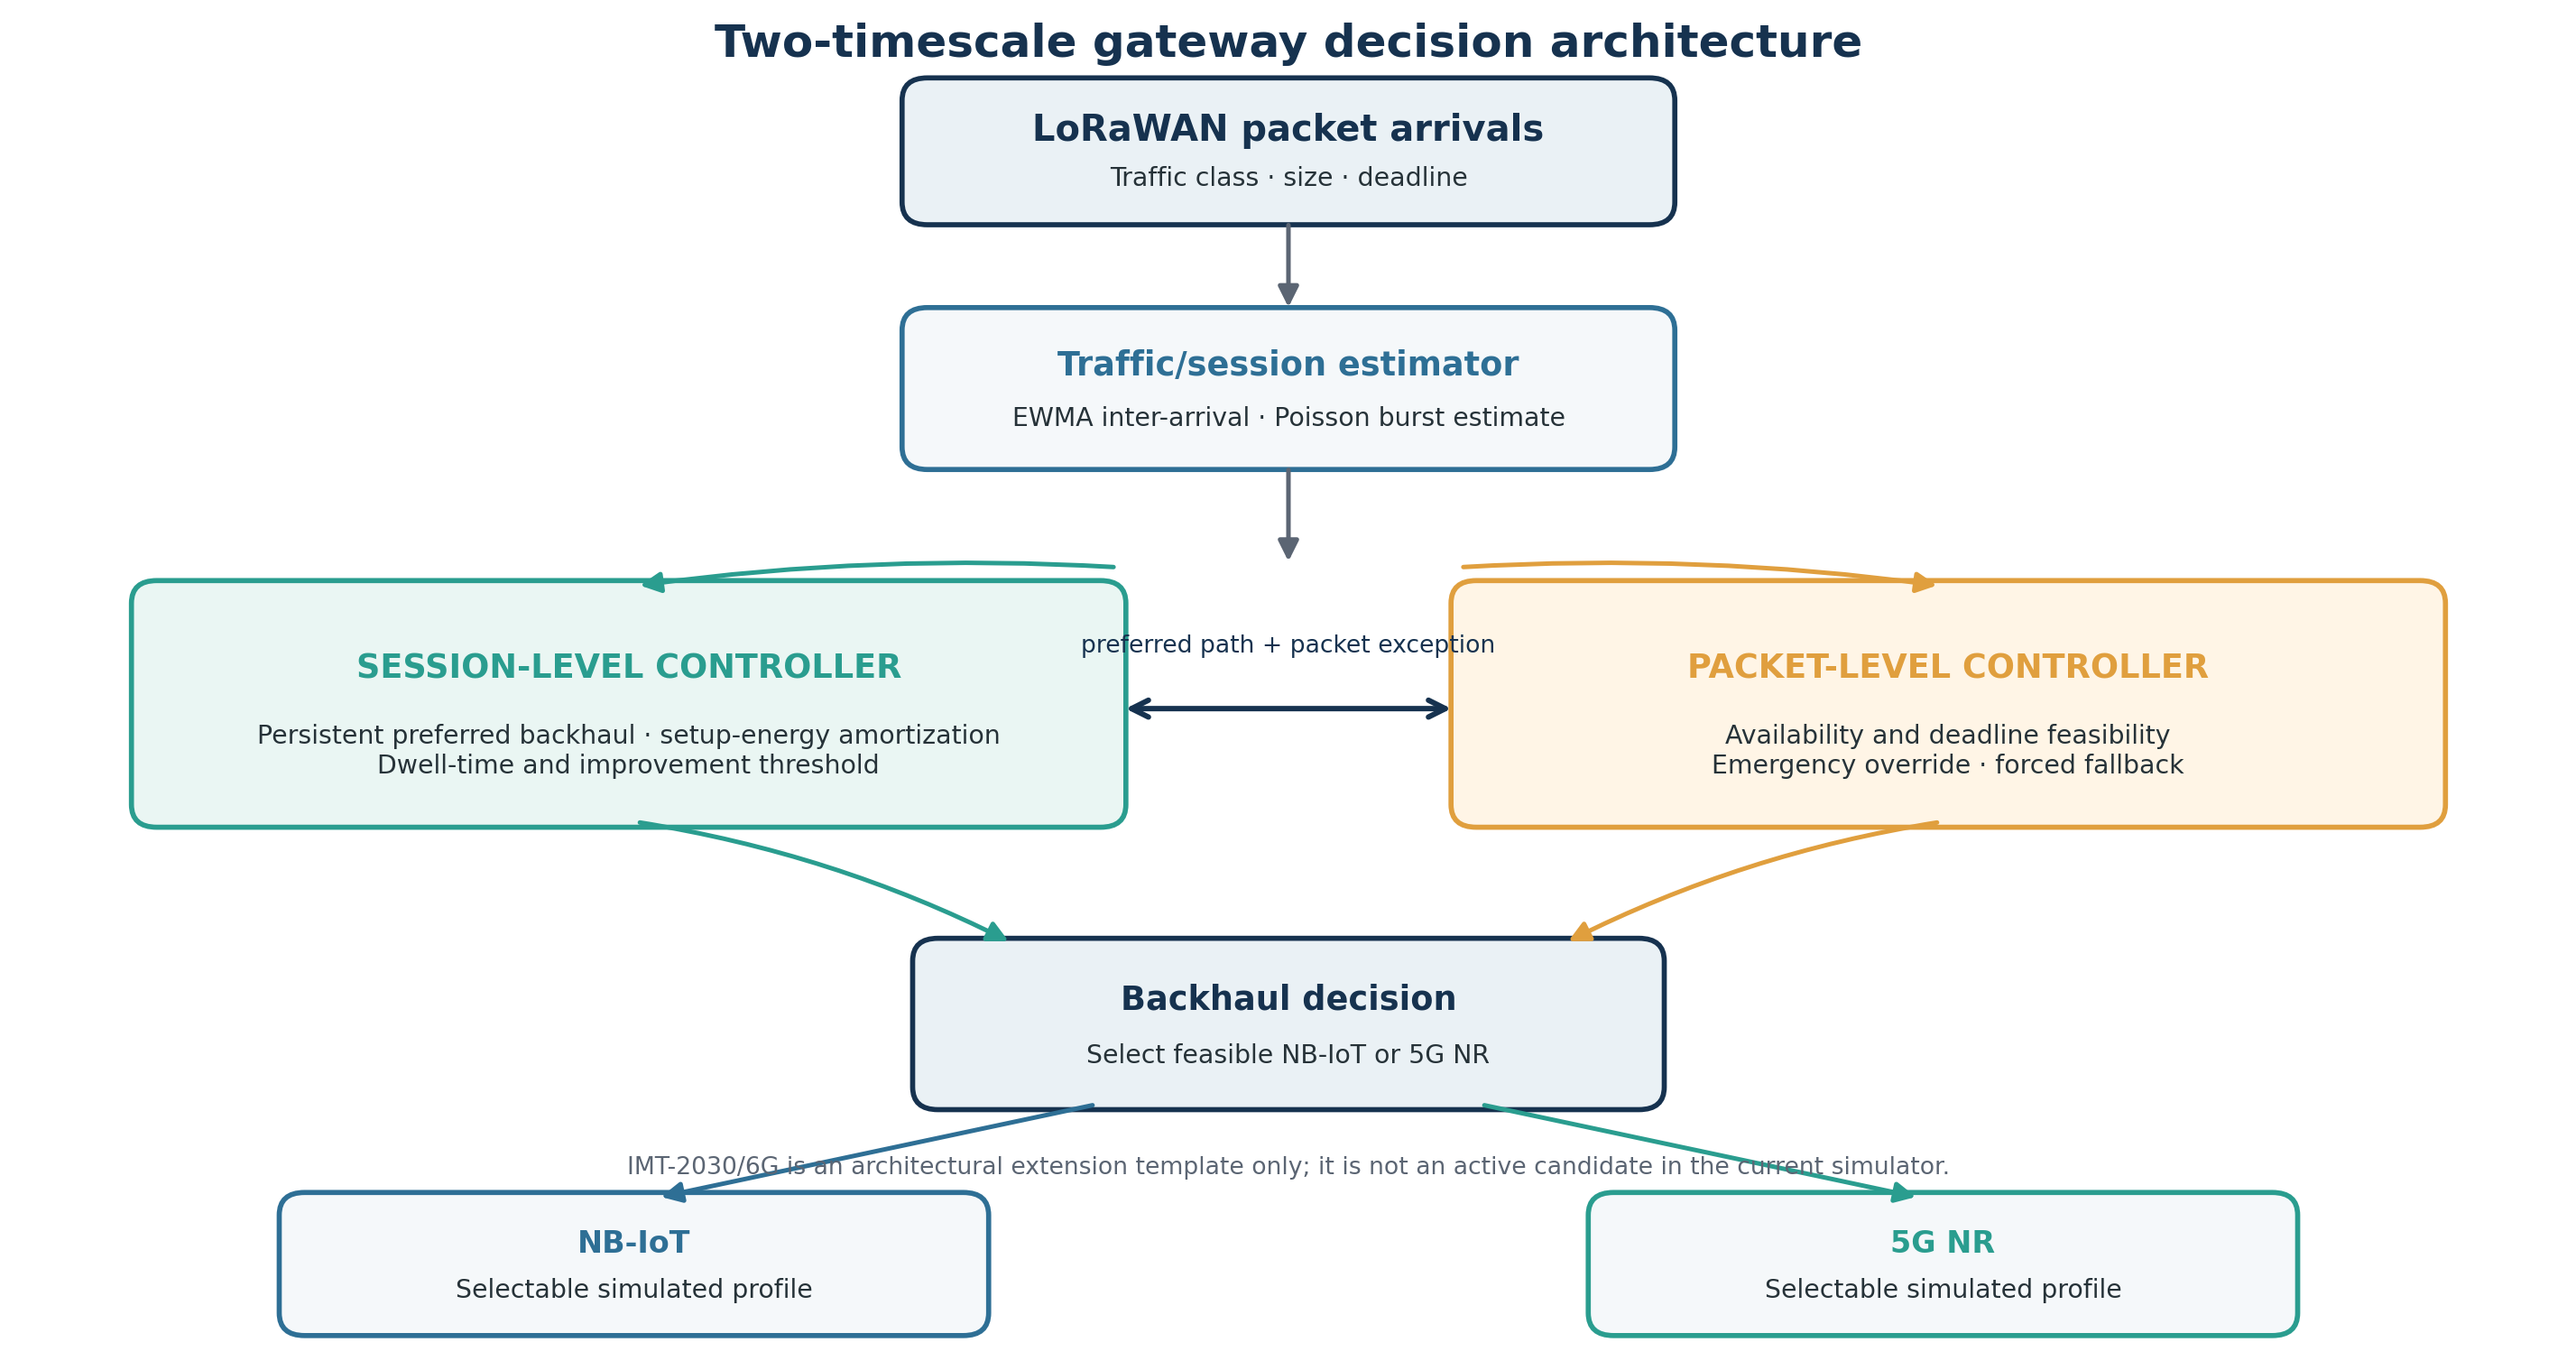 Two-timescale gateway decision architecture
LoRaWAN packet arrivals
Traffic class · size · deadline
Traffic/session estimator
EWMA inter-arrival · Poisson burst estimate
preferred path + packet exception
SESSION-LEVEL CONTROLLER
Persistent preferred backhaul · setup-energy amortization
Dwell-time and improvement threshold
PACKET-LEVEL CONTROLLER
Availability and deadline feasibility
Emergency override · forced fallback
Backhaul decision
Select feasible NB-IoT or 5G NR
IMT-2030/6G is an architectural extension template only; it is not an active candidate in the current simulator.
NB-IoT
Selectable simulated profile
5G NR
Selectable simulated profile